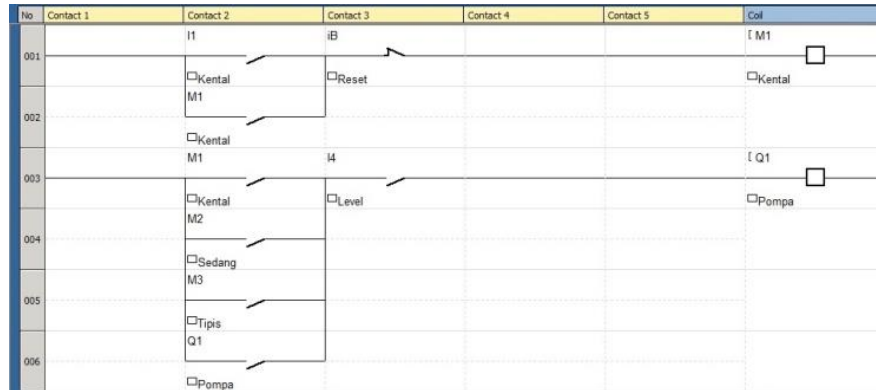 No Contact 1 Contact 2 Contact 3 Contact 4 Contact 5 Coil
I1 iB [ M1
001
Kental Reset Kental
M1
002
Kental
M1 I4 [ Q1
003
Kental Level Pompa
M2
004
Sedang
M3
005
Tipis
Q1
006
Pompa